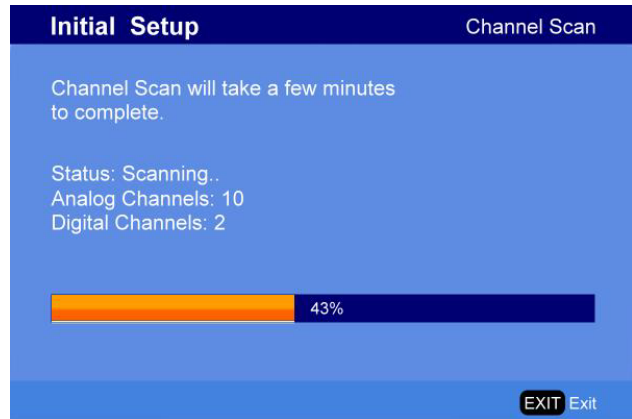 Initial Setup
Channel Scan
Channel Scan will take a few minutes
to complete.
Status: Scanning..
Analog Channels: 10
Digital Channels: 2
43%
EXIT Exit